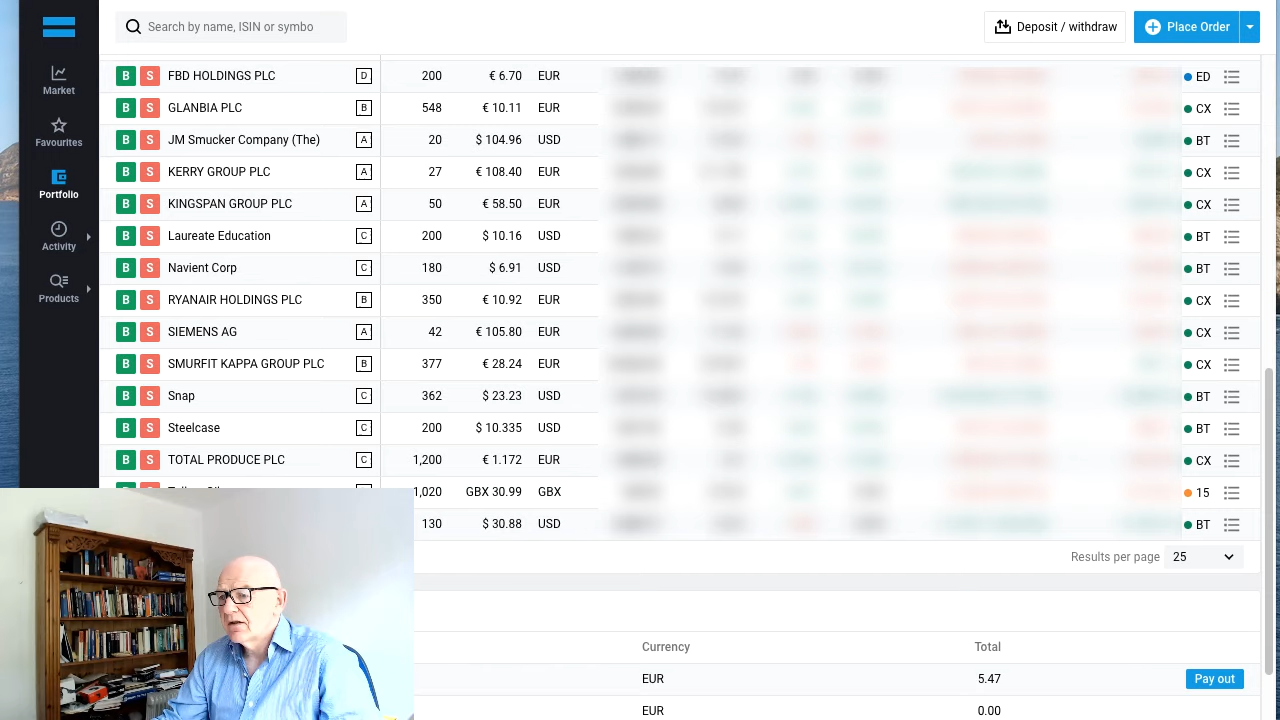 Search by name, ISIN or symbo
Deposit / withdraw
Place Order
Market
Favourites
Portfolio
Activity
Products
B S FBD HOLDINGS PLC D 200 6.70 EUR ED
B S GLANBIA PLC B 548 € 10.11 EUR CX
B S JM Smucker Company (The) A 20 $ 104.96 USD BT
B S KERRY GROUP PLC A 27 € 108.40 EUR CX
B S KINGSPAN GROUP PLC A 50 € 58.50 EUR CX
B S Laureate Education C 200 $ 10.16 USD BT
B S Navient Corp C 180 $ 6.91 USD BT
B S RYANAIR HOLDINGS PLC B 350 € 10.92 EUR CX
B S SIEMENS AG A 42 € 105.80 EUR CX
B S SMURFIT KAPPA GROUP PLC B 377 € 28.24 EUR CX
B S Snap C 362 $ 23.25 USD BT
B S Steelcase C 200 $ 10.335 USD BT
B S TOTAL PRODUCE PLC C 1,200 € 1.172 EUR CX
1,020 GBX 30.95 GBX 15
130 $ 30.88 USD BT
Results per page 25
Currency Total
EUR 5.47 Pay out
EUR 0.00